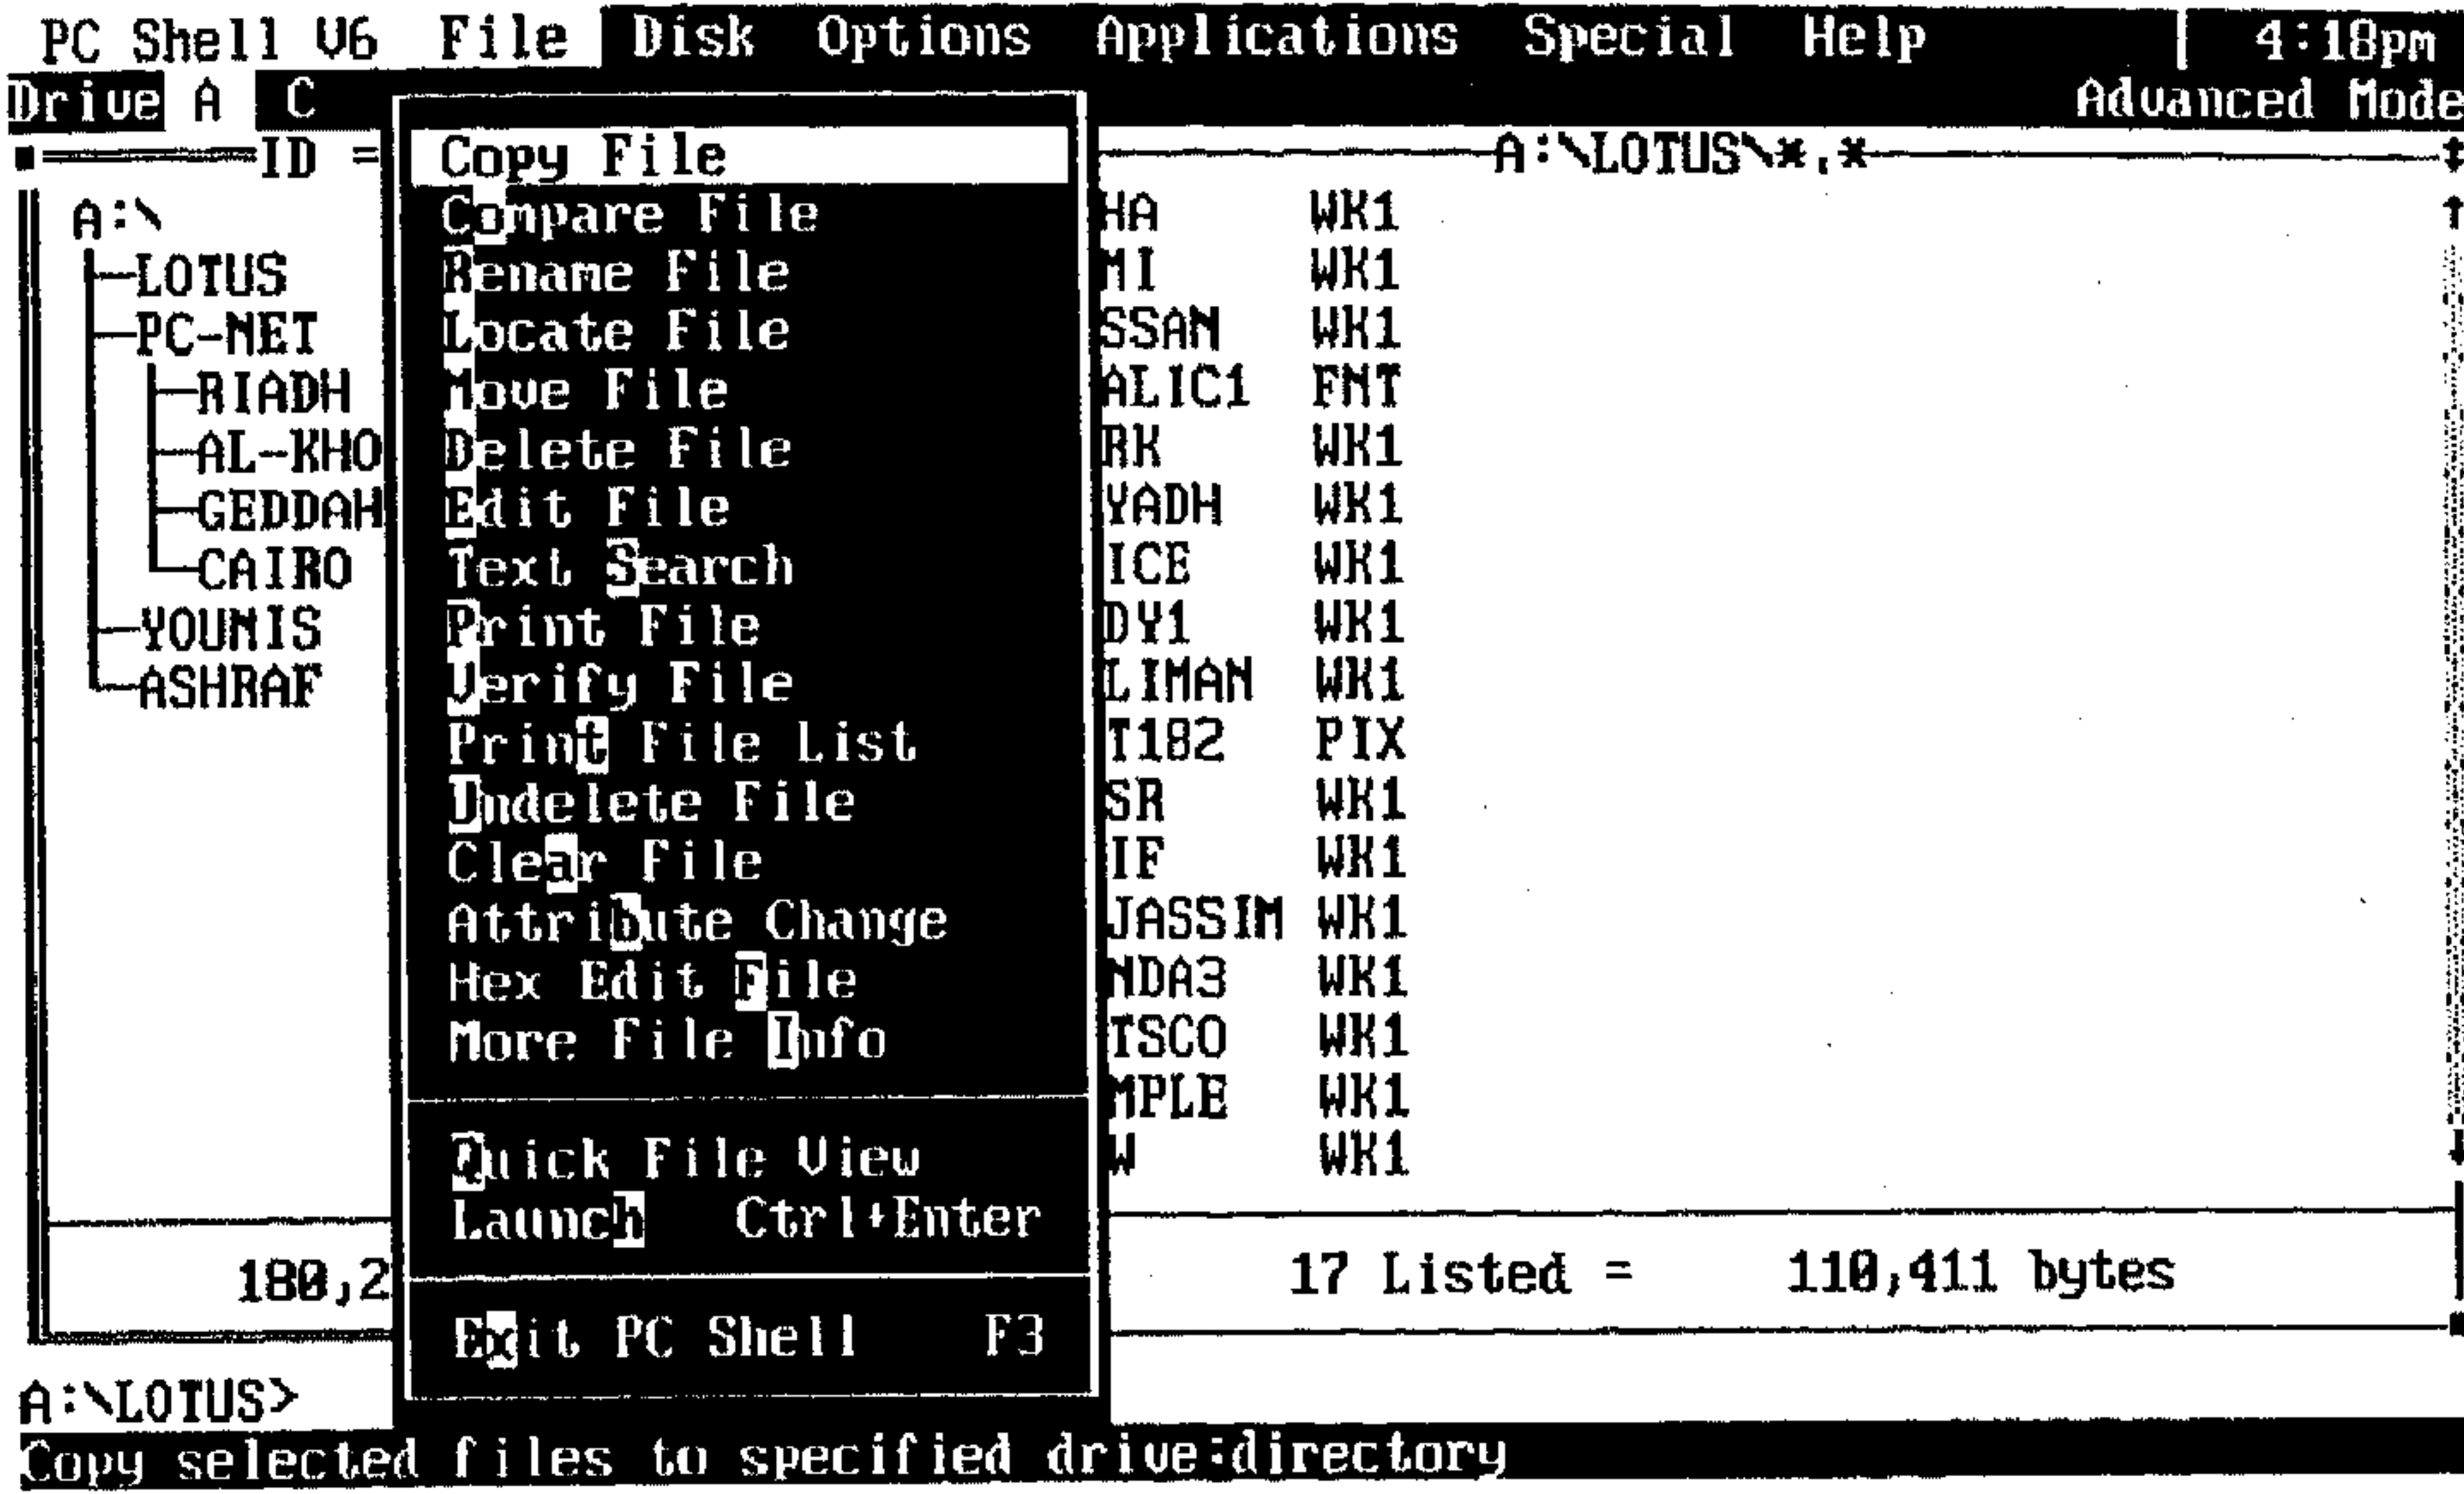 PC Shell V6 File Disk Options Applications Special Help 4:18pm
Drive A C Advanced Mode
ID = A:\LOTUS\*.*
Copy File
Compare File
Rename File
Locate File
Move File
Delete File
Edit File
Text Search
Print File
Verify File
Print File List
Undelete File
Clear File
Attribute Change
Hex Edit File
More File Info
Quick File View
Launch Ctrl+Enter
Exit PC Shell F3
A:\
LOTUS
PC-NET
RIADH
AL-KHO
GEDDAH
CAIRO
YOUNIS
ASHRAF
HA WK1
MI WK1
SSAN WK1
ALIC1 FNT
RK WK1
YADH WK1
ICE WK1
DY1 WK1
LIMAN WK1
T182 PIX
SR WK1
IF WK1
JASSIM WK1
NDA3 WK1
TSCO WK1
MPLE WK1
W WK1
180,2 17 Listed = 110,411 bytes
A:\LOTUS>
Copy selected files to specified drive:directory